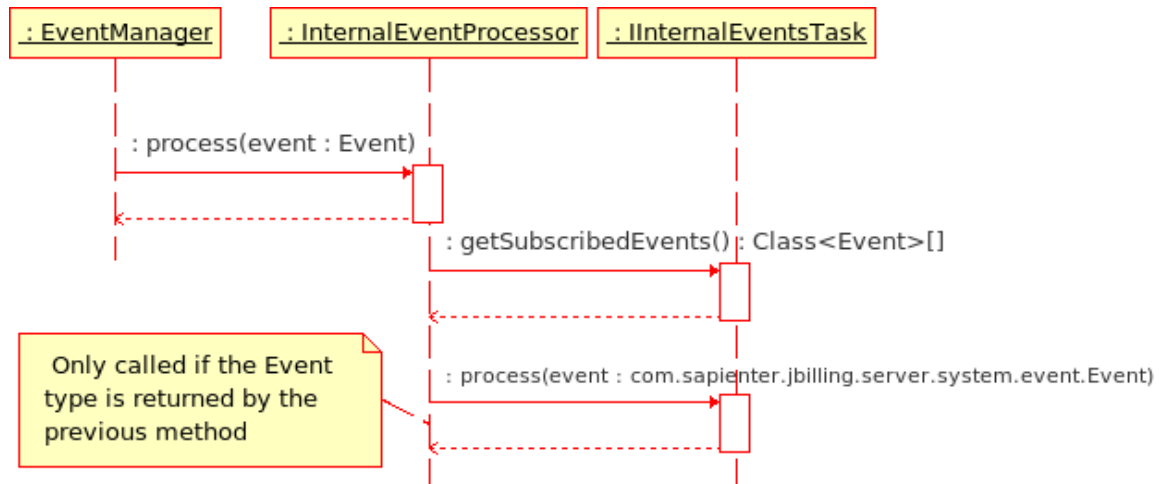 : EventManager
: InternalEventProcessor
: IInternalEventsTask
: process(event : Event)
: getSubscribedEvents() : Class<Event>[]
Only called if the Event
type is returned by the
previous method
: process(event : com.sapienter.jbilling.server.system.event.Event)